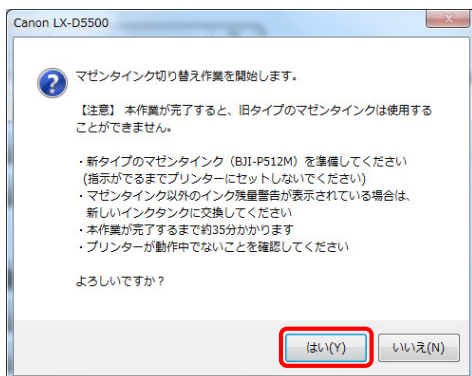 Canon LX-D5500
マゼンタインク切り替え作業を開始します。
【注意】 本作業が完了すると、旧タイプのマゼンタインクは使用する
ことができません。
・新タイプのマゼンタインク（BJI-P512M）を準備してください
(指示がでるまでプリンターにセットしないでください)
・マゼンタインク以外のインク残量警告が表示されている場合は、
新しいインクタンクに交換してください
・本作業が完了するまで約35分かかります
・プリンターが動作中でないことを確認してください
よろしいですか？
はい(Y)
いいえ(N)